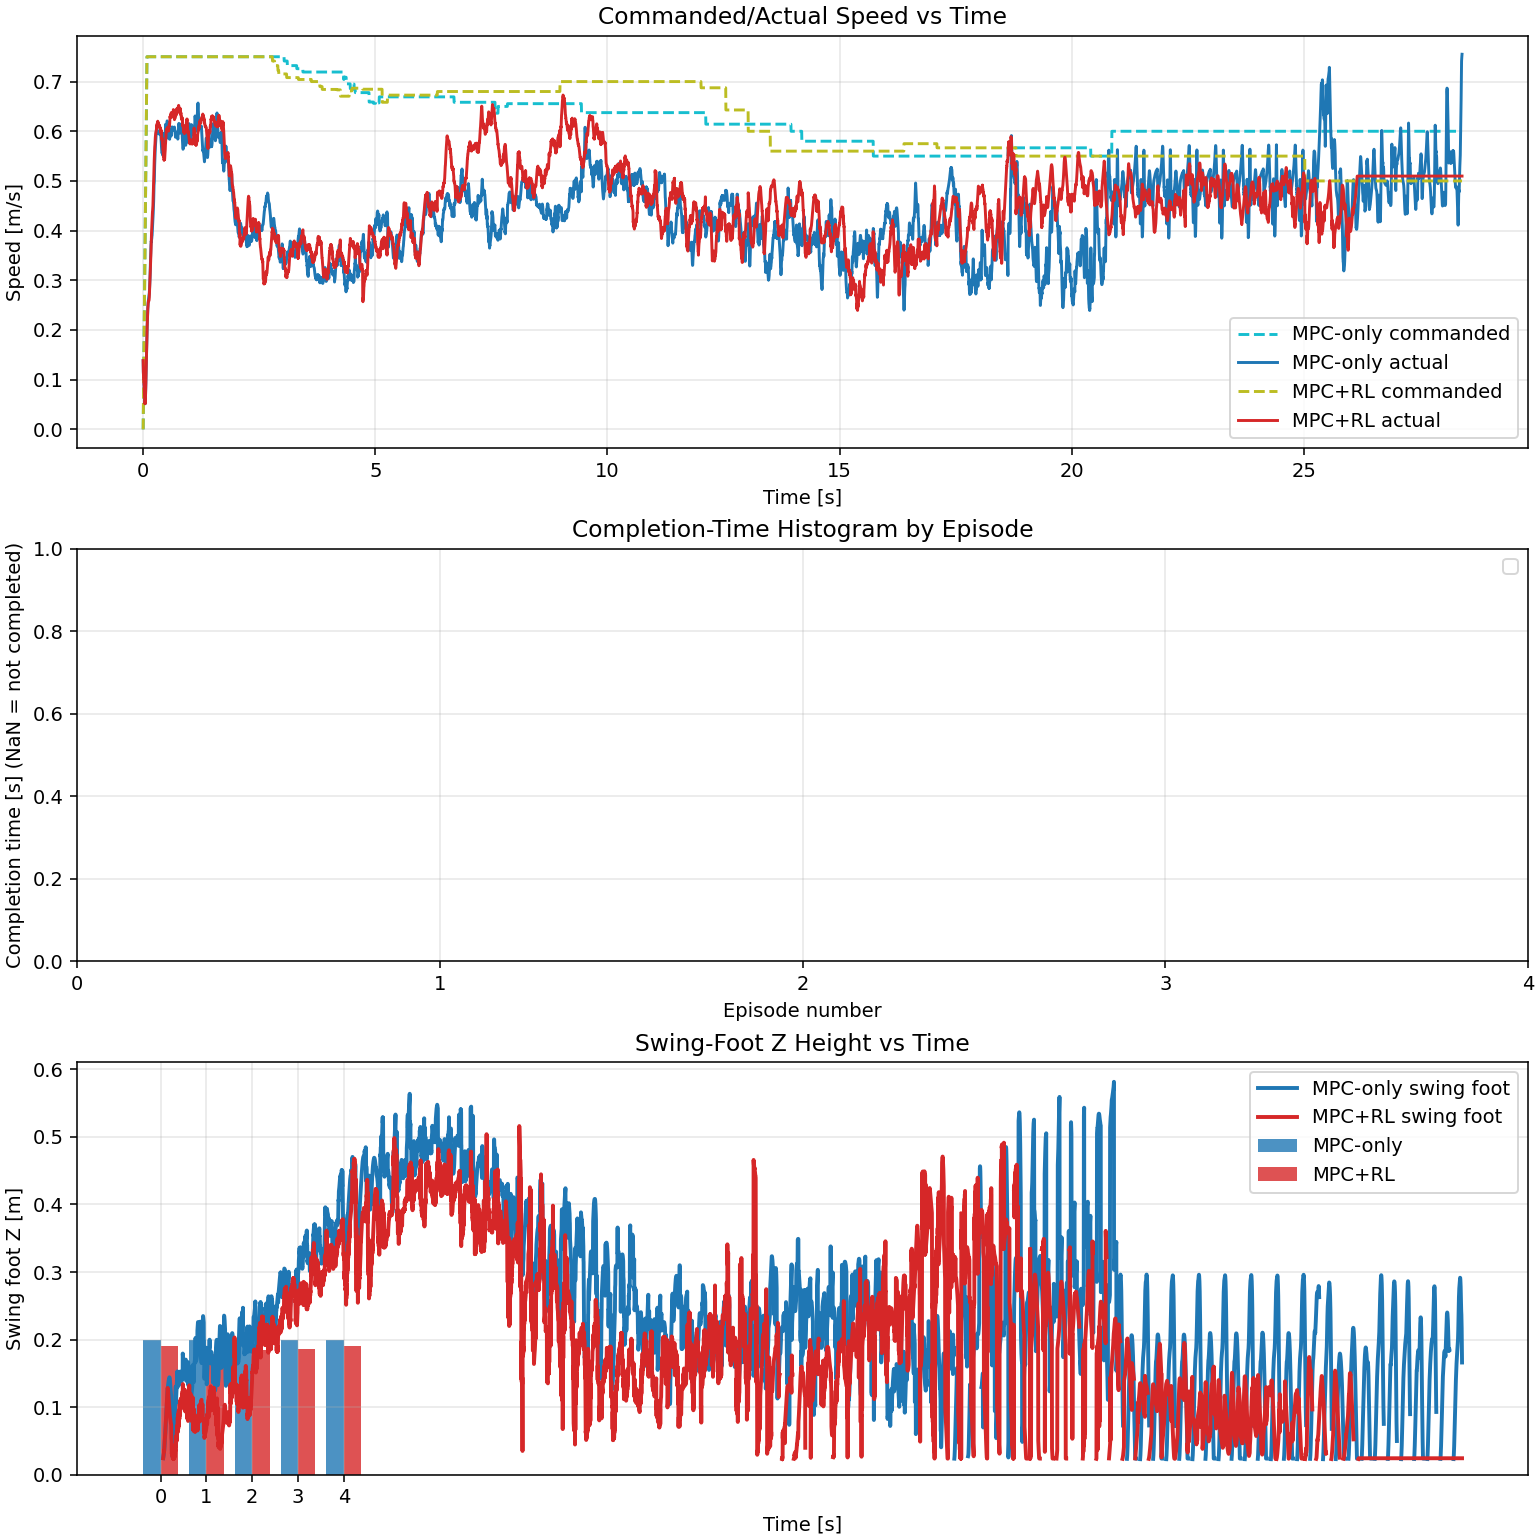 Commanded/Actual Speed vs Time
Speed [m/s]
0.7
0.6
0.5
0.4
0.3
0.2
0.1
0.0
MPC-only commanded
MPC-only actual
MPC+RL commanded
MPC+RL actual
0 5 10 15 20 25
Time [s]
Completion-Time Histogram by Episode
Completion time [s] (NaN = not completed)
1.0
0.8
0.6
0.4
0.2
0.0
0 1 2 3 4
Episode number
Swing-Foot Z Height vs Time
Swing foot Z [m]
0.6
0.5
0.4
0.3
0.2
0.1
0.0
MPC-only swing foot
MPC+RL swing foot
MPC-only
MPC+RL
0 1 2 3 4
Time [s]